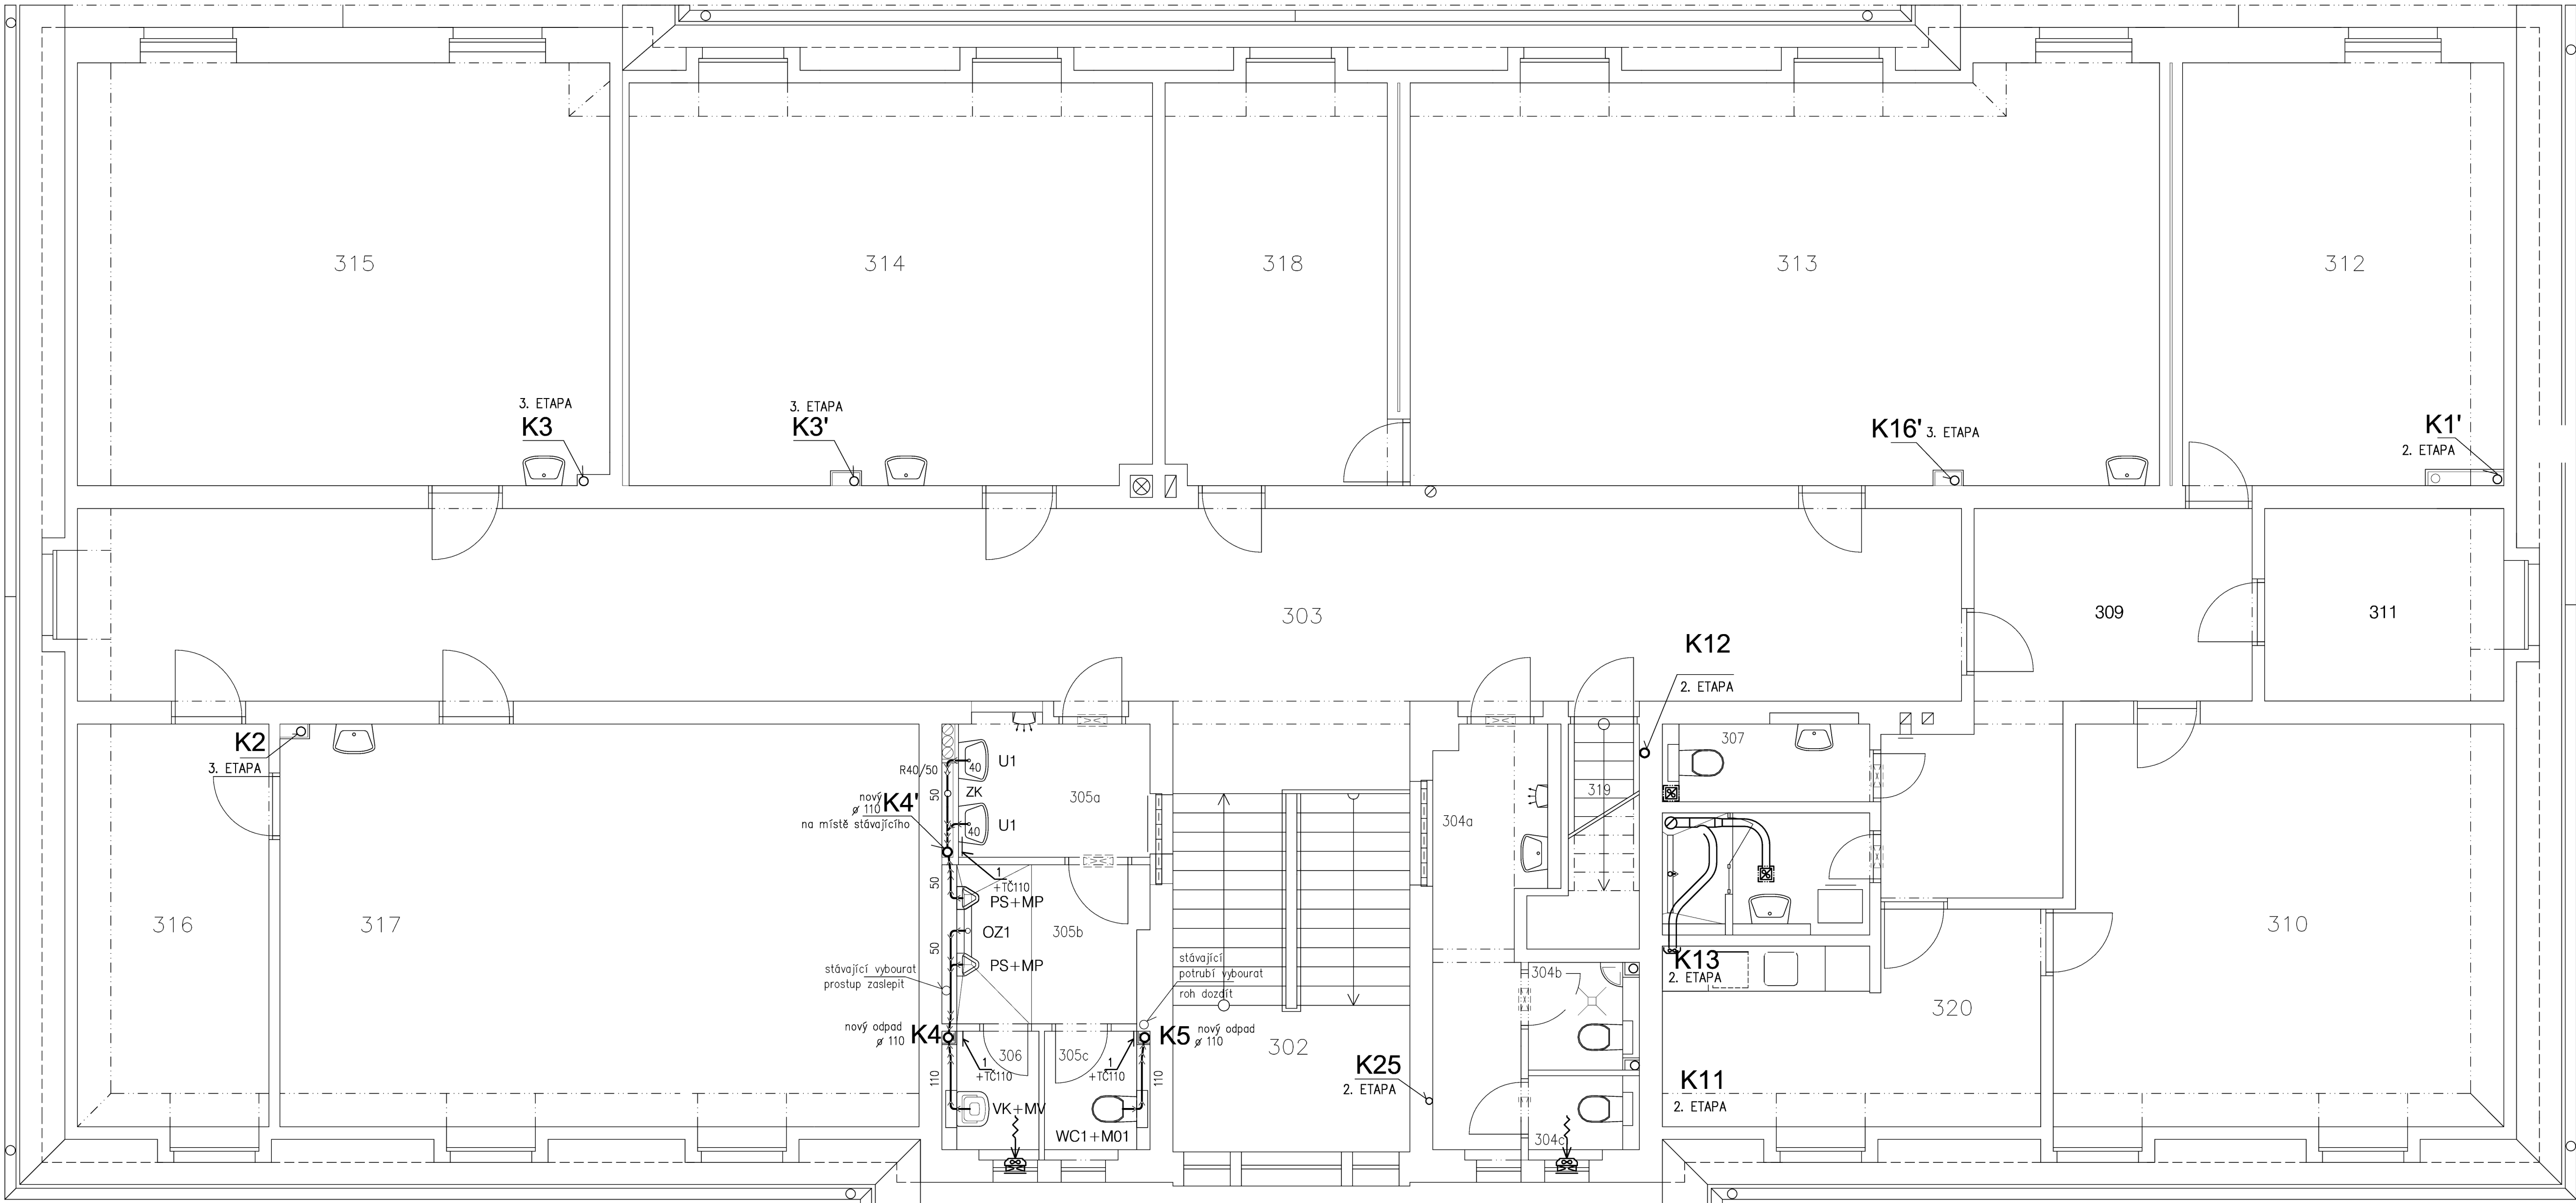 315
314
318
313
312
3. ETAPA
K3
3. ETAPA
K3'
K16' 3. ETAPA
K1'
2. ETAPA
303
309
311
K12
2. ETAPA
K2
3. ETAPA
R40/50
40
U1
50
ZK
nový
ø 110
K4'
na místě stávajícího
40
U1
305a
1
+TČ110
50
PS+MP
OZ1
305b
50
PS+MP
stávající vybourat
prostup zaslepit
316
317
nový odpad
ø 110
K4
306
305c
1
+TČ110
1
+TČ110
110
110
VK+MV
WC1+M01
stávající
potrubí vybourat
roh dozdít
K5
nový odpad
ø 110
302
304a
319
307
304b
304c
K25
2. ETAPA
K13
2. ETAPA
K11
2. ETAPA
320
310